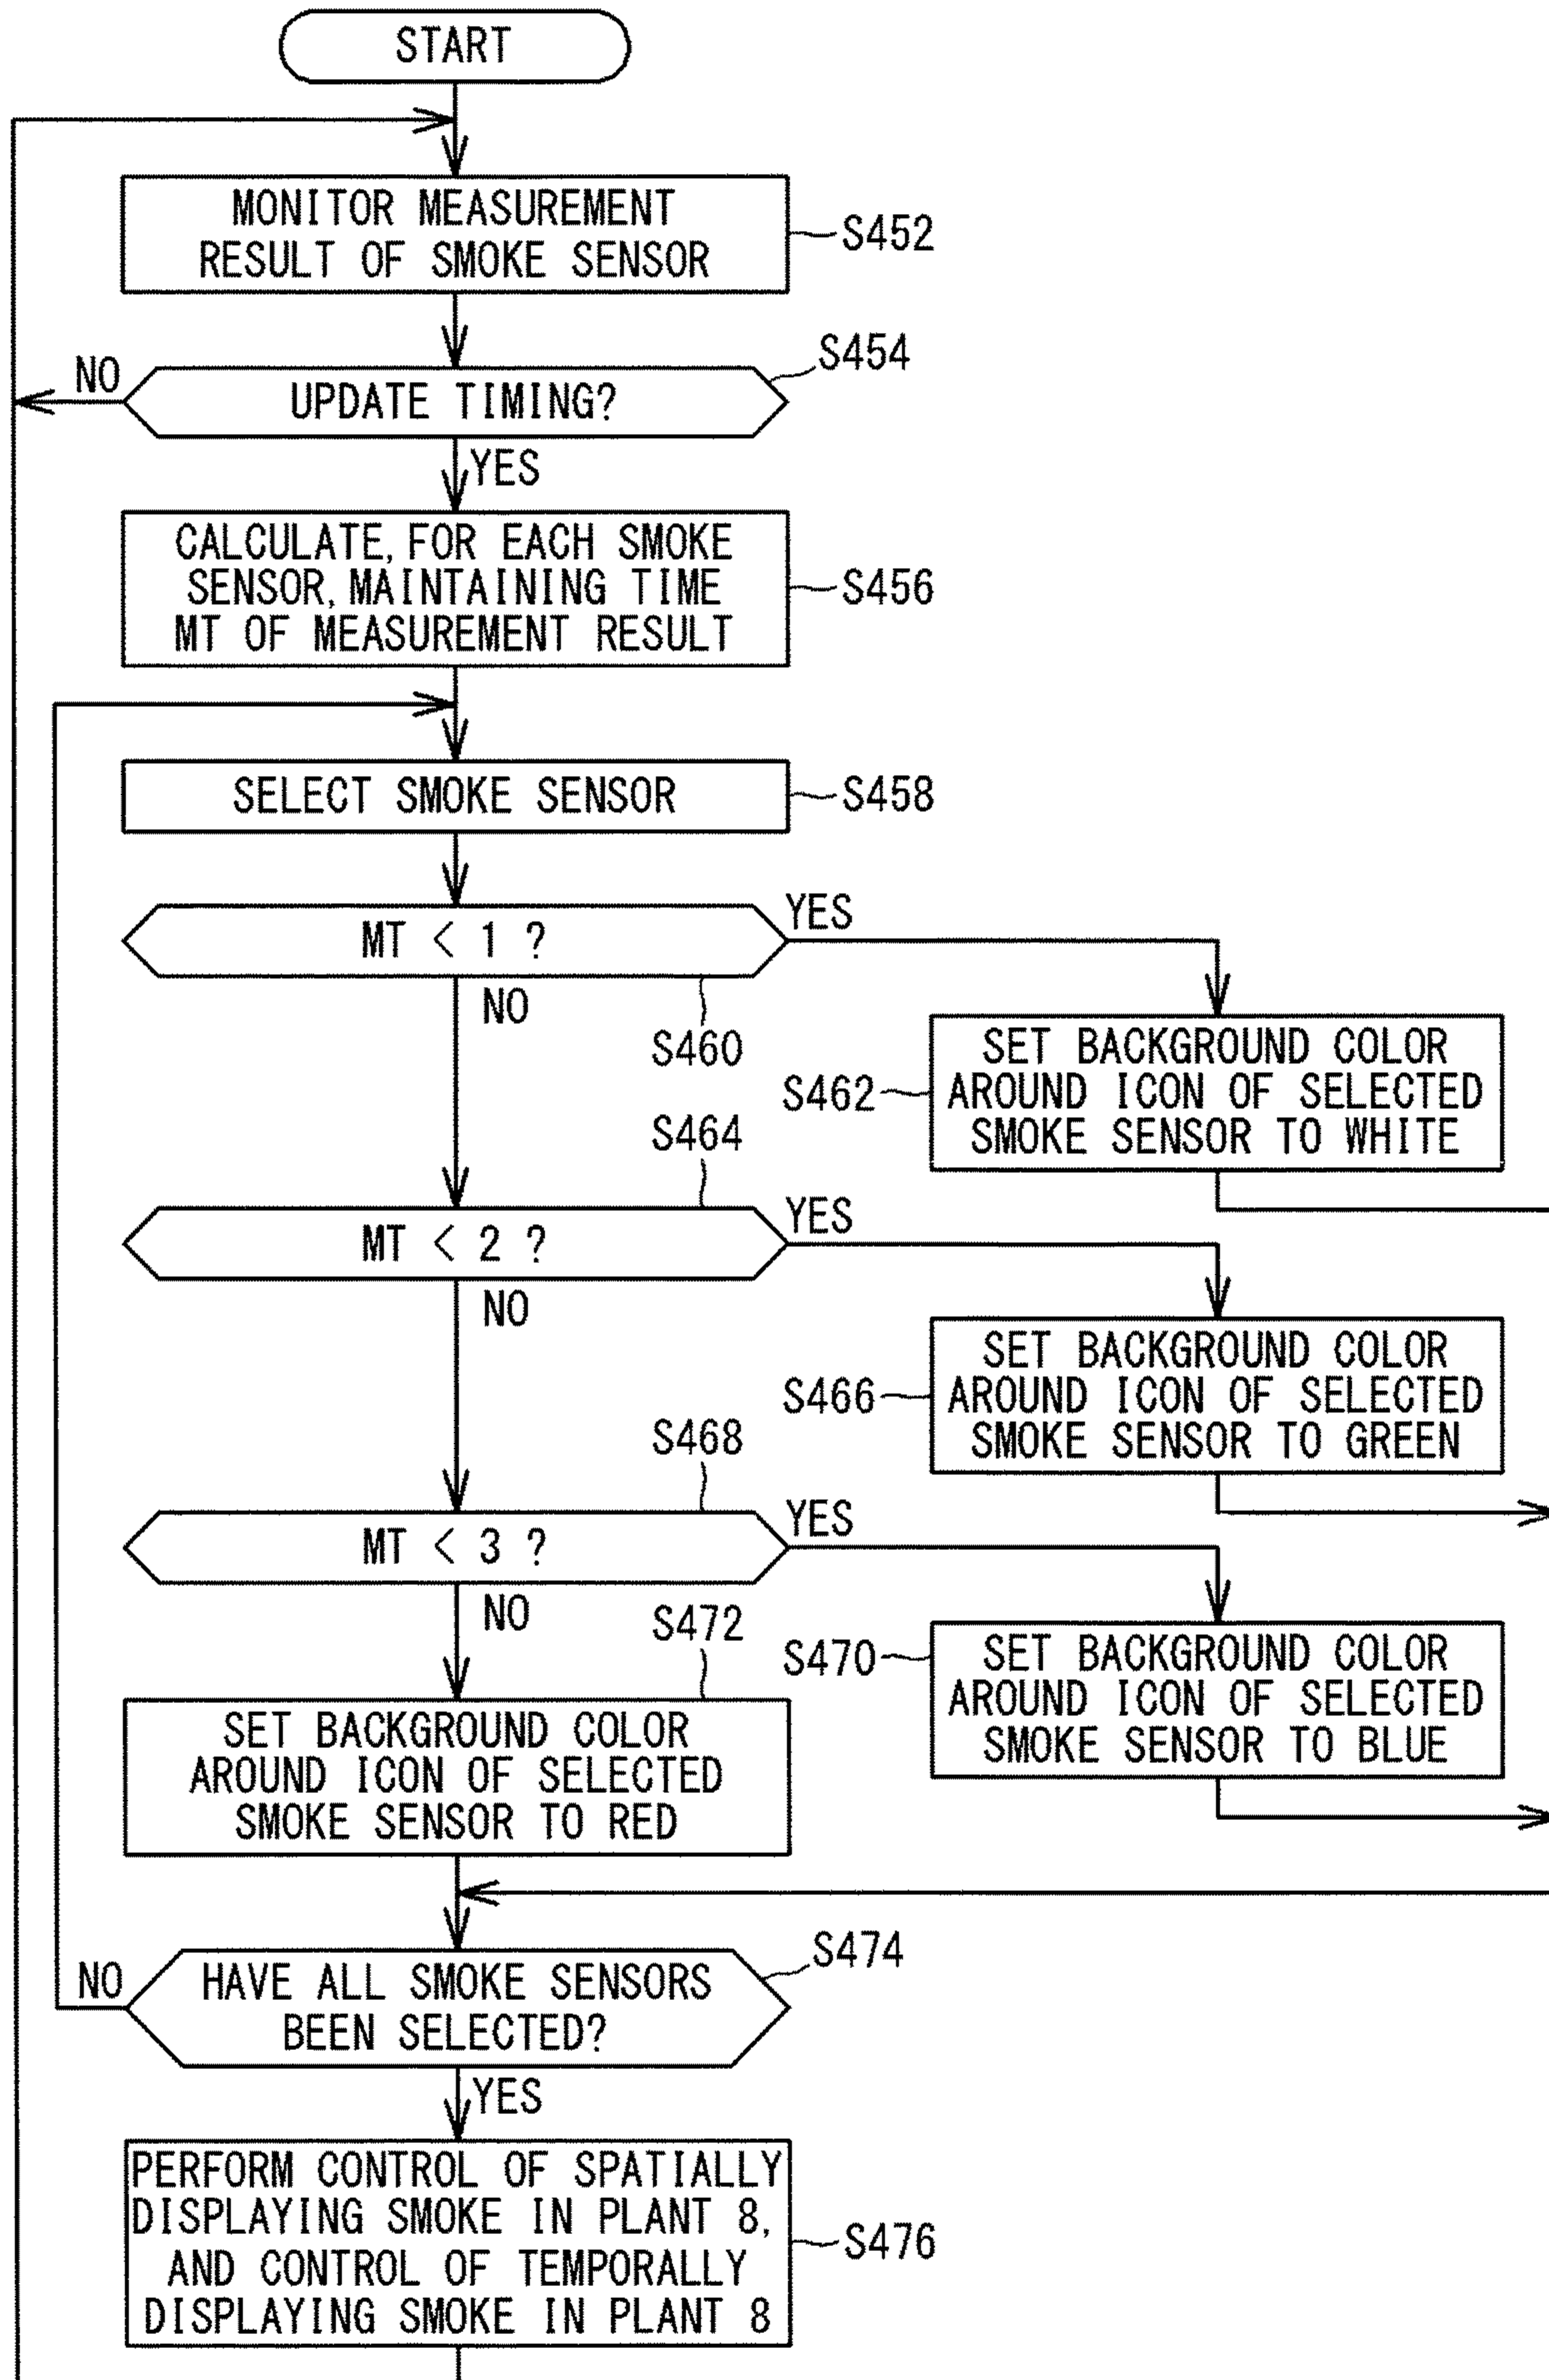 START
MONITOR MEASUREMENT
RESULT OF SMOKE SENSOR
S452
S454
NO
UPDATE TIMING?
YES
CALCULATE, FOR EACH SMOKE
SENSOR, MAINTAINING TIME
MT OF MEASUREMENT RESULT
S456
SELECT SMOKE SENSOR
S458
MT < 1 ?
YES
NO
S460
SET BACKGROUND COLOR
AROUND ICON OF SELECTED
SMOKE SENSOR TO WHITE
S462
S464
MT < 2 ?
YES
NO
SET BACKGROUND COLOR
AROUND ICON OF SELECTED
SMOKE SENSOR TO GREEN
S466
S468
MT < 3 ?
YES
NO
S472
SET BACKGROUND COLOR
AROUND ICON OF SELECTED
SMOKE SENSOR TO BLUE
S470
SET BACKGROUND COLOR
AROUND ICON OF SELECTED
SMOKE SENSOR TO RED
S474
NO
HAVE ALL SMOKE SENSORS
BEEN SELECTED?
YES
PERFORM CONTROL OF SPATIALLY
DISPLAYING SMOKE IN PLANT 8,
AND CONTROL OF TEMPORALLY
DISPLAYING SMOKE IN PLANT 8
S476